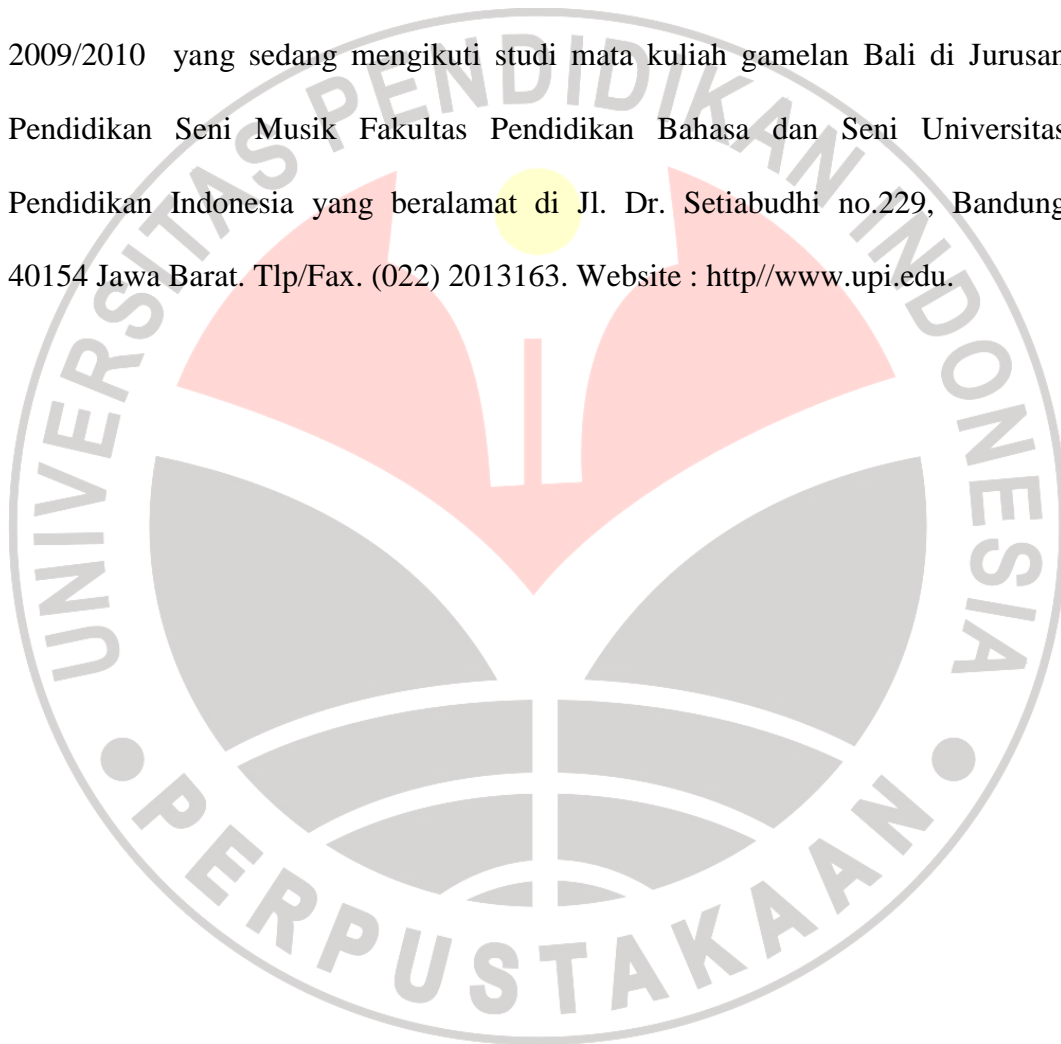 2009/2010 yang sedang mengikuti studi mata kuliah gamelan Bali di Jurusan
Pendidikan Seni Musik Fakultas Pendidikan Bahasa dan Seni Universitas
Pendidikan Indonesia yang beralamat di Jl. Dr. Setiabudhi no.229, Bandung
40154 Jawa Barat. Tlp/Fax. (022) 2013163. Website : http//www.upi.edu.
UNIVERSITAS PENDIDIKAN INDONESIA
PERPUSTAKAAN